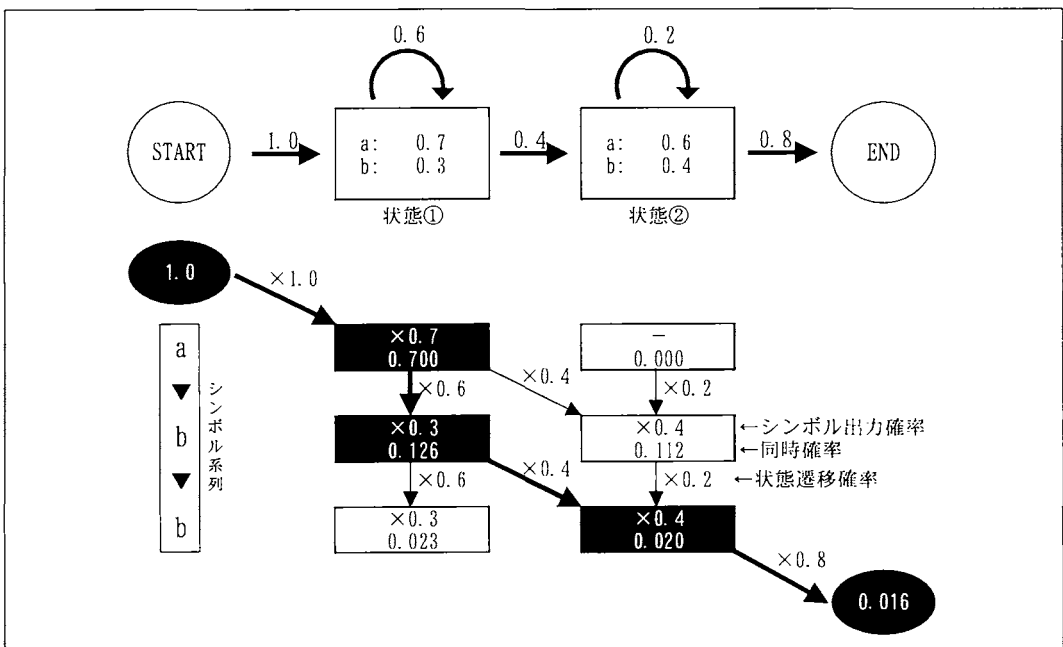 0.6
0.2
START
1.0
a: 0.7
b: 0.3
0.4
a: 0.6
b: 0.4
0.8
END
状態①
状態②
1.0
×1.0
a
▼
b
▼
b
シンボル系列
×0.7
0.700
－
0.000
×0.6
×0.4
×0.2
×0.3
0.126
×0.4
0.112
←シンボル出力確率
←同時確率
×0.6
×0.4
×0.2
←状態遷移確率
×0.3
0.023
×0.4
0.020
×0.8
0.016